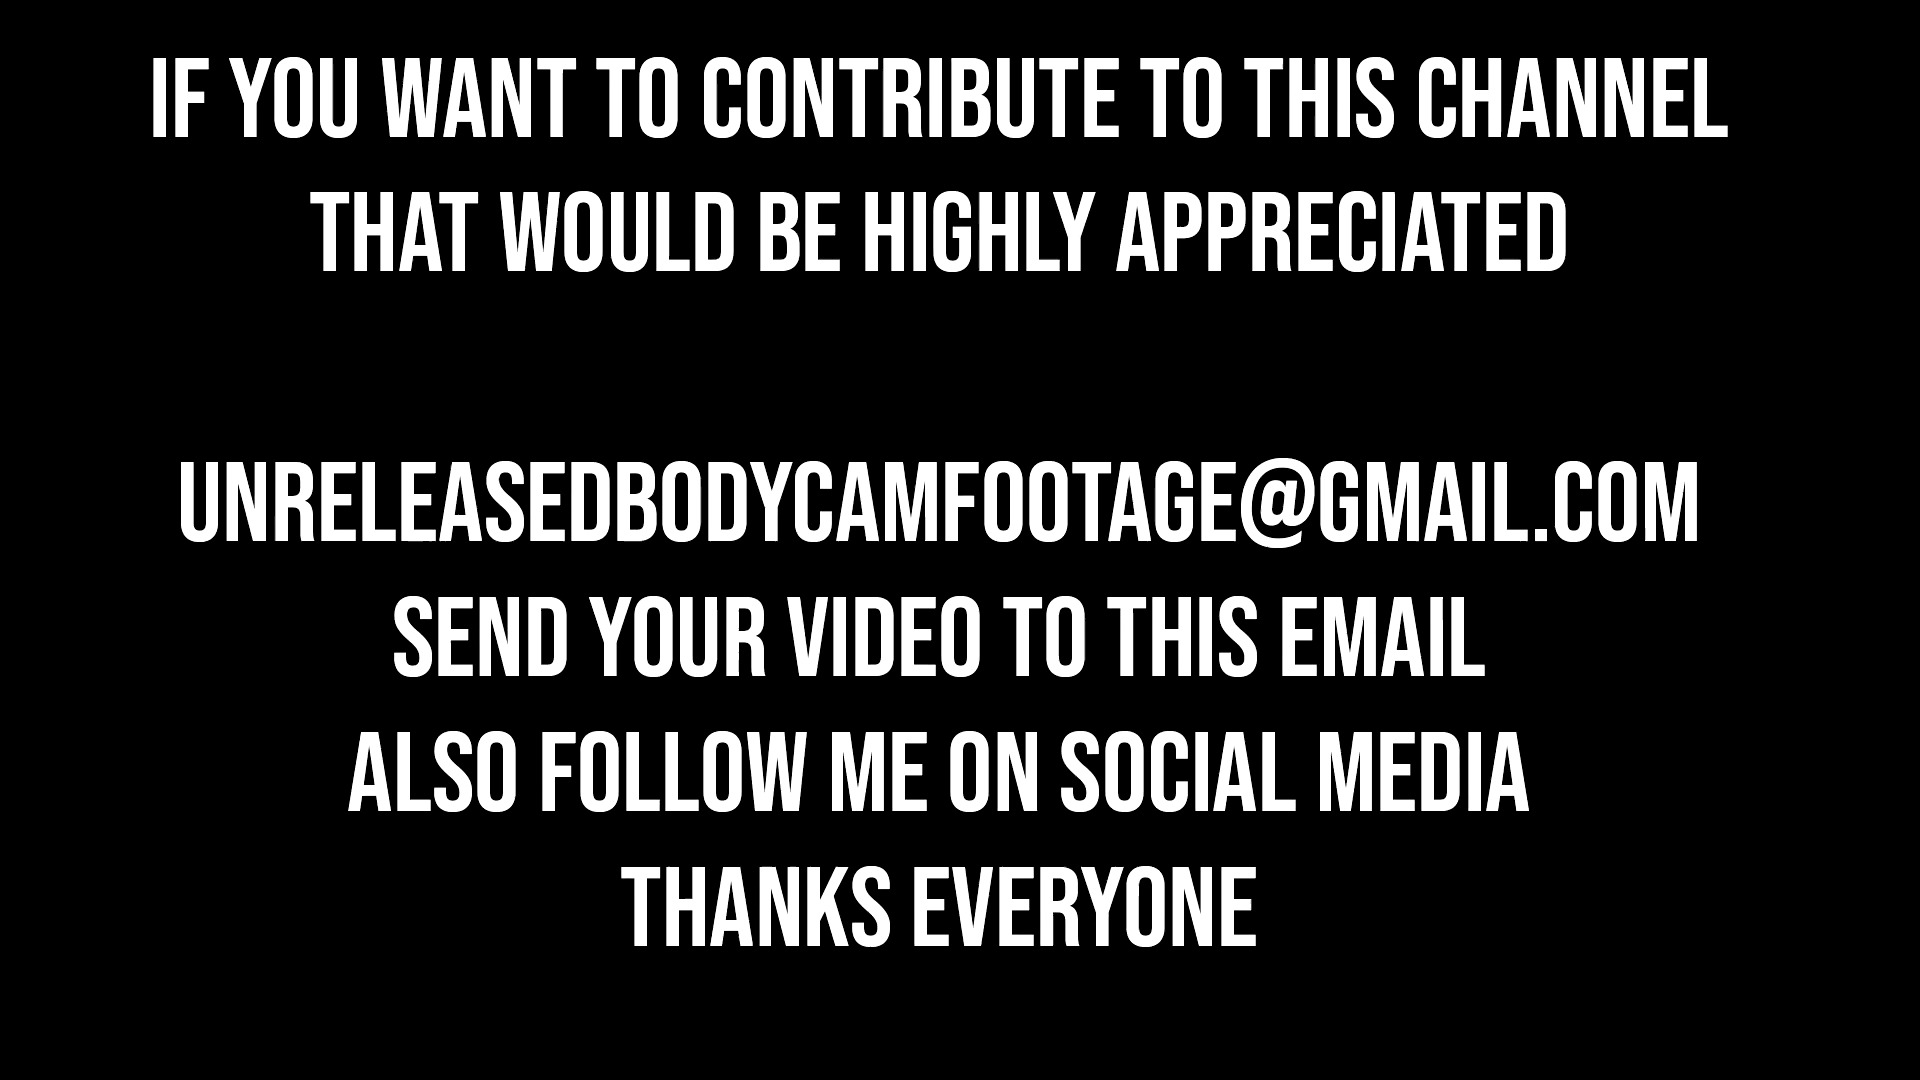 IF YOU WANT TO CONTRIBUTE TO THIS CHANNEL
THAT WOULD BE HIGHLY APPRECIATED
UNRELEASEDBODYCAMFOOTAGE@GMAIL.COM
SEND YOUR VIDEO TO THIS EMAIL
ALSO FOLLOW ME ON SOCIAL MEDIA
THANKS EVERYONE